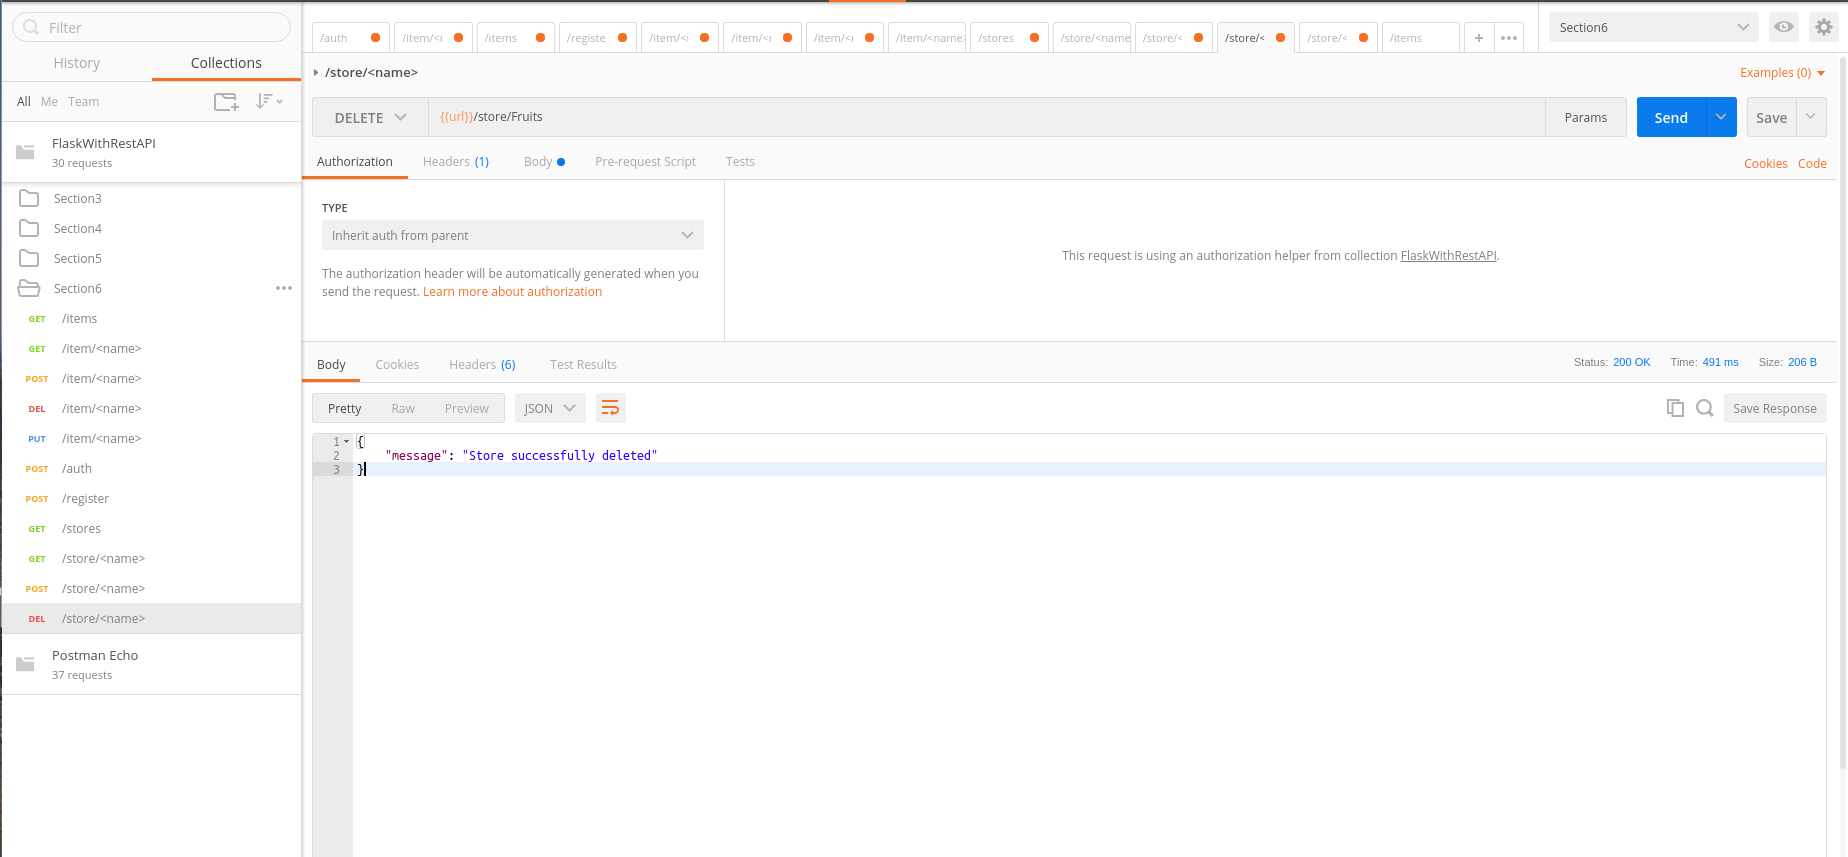 Filter
History Collections
All Me Team
FlaskWithRestAPI
30 requests
Section3
Section4
Section5
Section6
GET /items
GET /item/<name>
POST /item/<name>
DEL /item/<name>
PUT /item/<name>
POST /auth
POST /register
GET /stores
GET /store/<name>
POST /store/<name>
DEL /store/<name>
Postman Echo
37 requests
/auth /item/<i /items /registe /item/<i /item/<i /item/<i /item/<name> /stores /store/<name /store/< /store/< /store/< /items + •••
Section6
/store/<name>
Examples (0)
DELETE {{url}}/store/Fruits Params Send Save
Authorization Headers (1) Body Pre-request Script Tests Cookies Code
TYPE
Inherit auth from parent
The authorization header will be automatically generated when you
send the request. Learn more about authorization
This request is using an authorization helper from collection FlaskWithRestAPI.
Body Cookies Headers (6) Test Results Status: 200 OK Time: 491 ms Size: 206 B
Pretty Raw Preview JSON Save Response
1 {
2 "message": "Store successfully deleted"
3 }